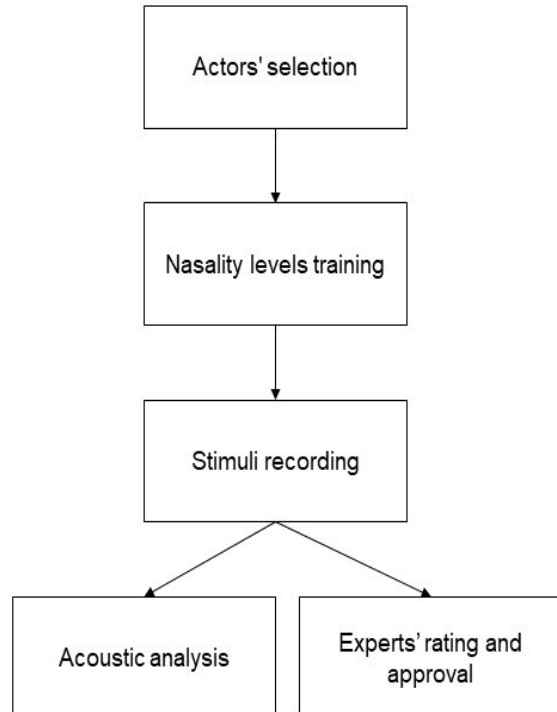 Actors' selection
Nasality levels training
Stimuli recording
Acoustic analysis
Experts’ rating and
approval